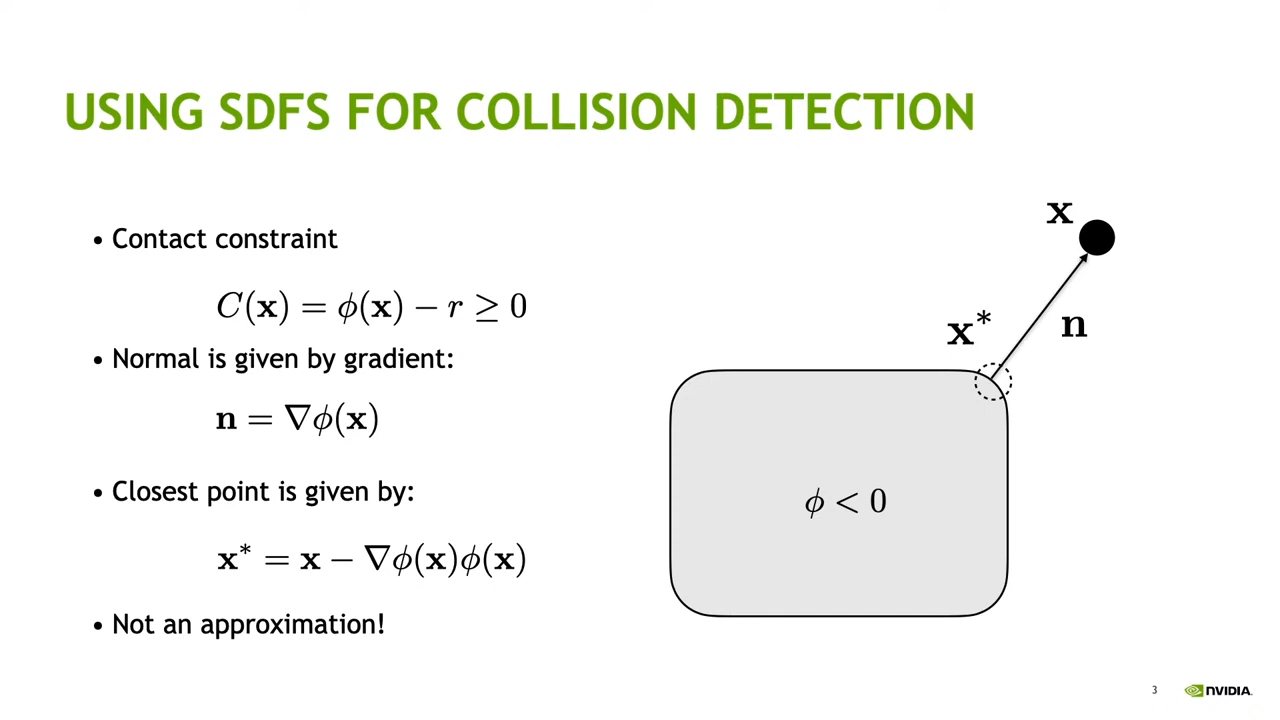 USING SDFS FOR COLLISION DETECTION
• Contact constraint
C(𝐱) = ϕ(𝐱) − r ≥ 0
• Normal is given by gradient:
𝐧 = ∇ϕ(𝐱)
• Closest point is given by:
𝐱* = 𝐱 − ∇ϕ(𝐱)ϕ(𝐱)
• Not an approximation!
𝐱
𝐱*
𝐧
ϕ < 0
3
NVIDIA.